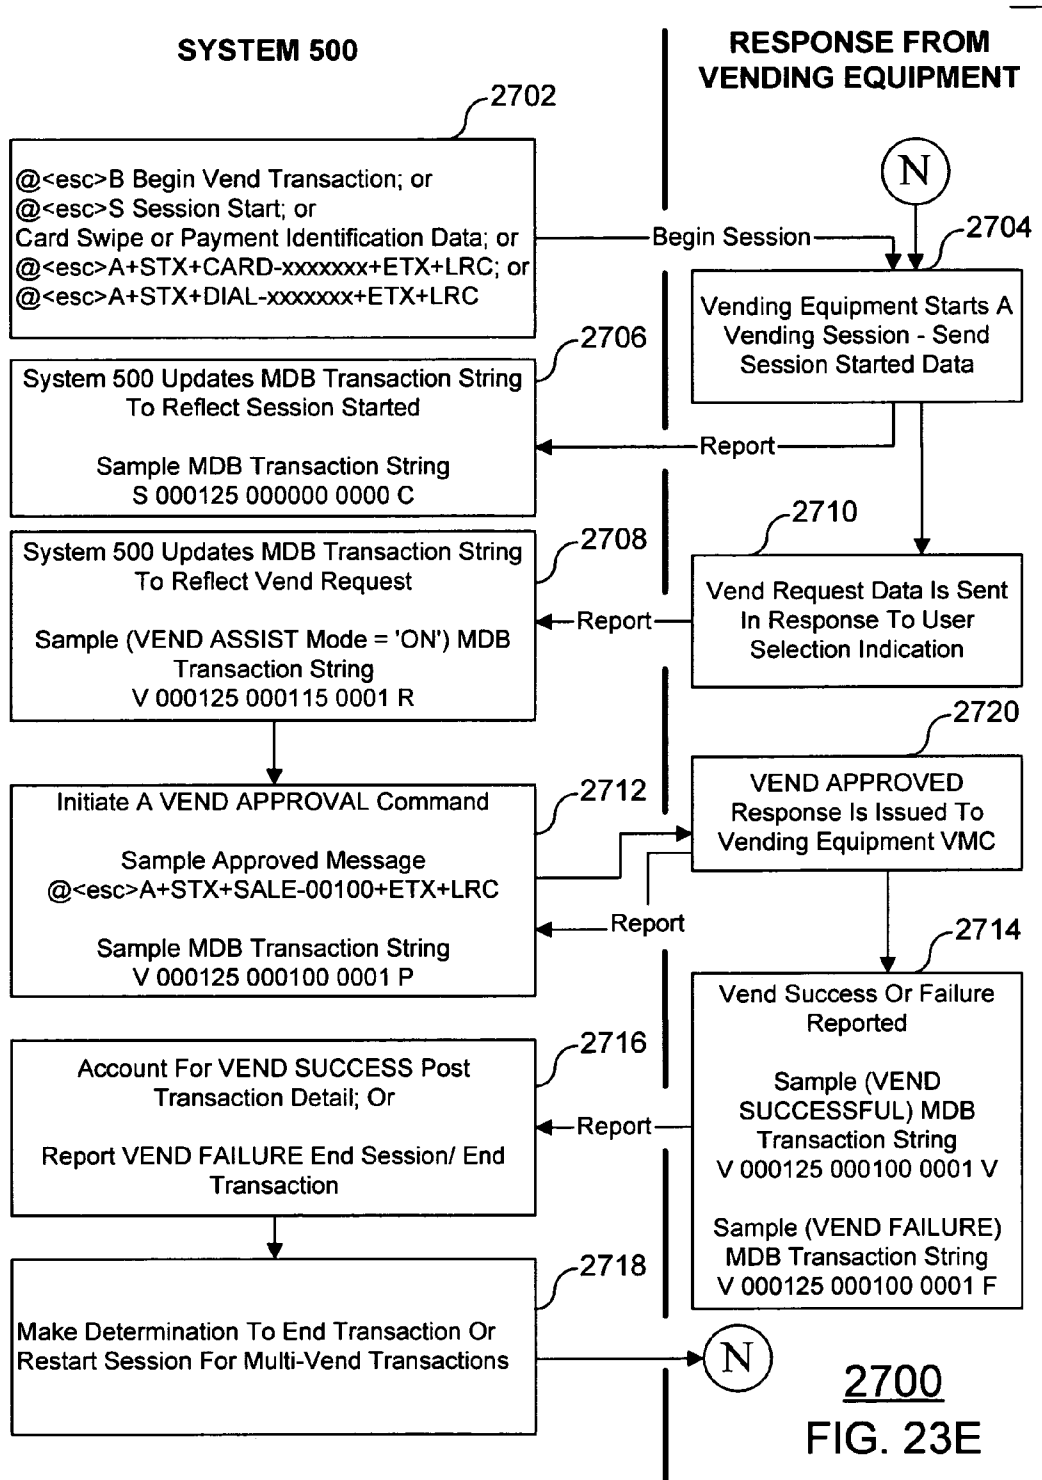 SYSTEM 500
RESPONSE FROM
VENDING EQUIPMENT
2702
@<esc>B Begin Vend Transaction; or
@<esc>S Session Start; or
Card Swipe or Payment Identification Data; or
@<esc>A+STX+CARD-xxxxxxx+ETX+LRC; or
@<esc>A+STX+DIAL-xxxxxxx+ETX+LRC
Begin Session
N
2704
Vending Equipment Starts A
Vending Session - Send
Session Started Data
2706
System 500 Updates MDB Transaction String
To Reflect Session Started
Sample MDB Transaction String
S 000125 000000 0000 C
Report
2708
System 500 Updates MDB Transaction String
To Reflect Vend Request
Sample (VEND ASSIST Mode = 'ON') MDB
Transaction String
V 000125 000115 0001 R
Report
2710
Vend Request Data Is Sent
In Response To User
Selection Indication
2712
Initiate A VEND APPROVAL Command
Sample Approved Message
@<esc>A+STX+SALE-00100+ETX+LRC
Sample MDB Transaction String
V 000125 000100 0001 P
Report
2720
VEND APPROVED
Response Is Issued To
Vending Equipment VMC
2714
Vend Success Or Failure
Reported
Sample (VEND
SUCCESSFUL) MDB
Transaction String
V 000125 000100 0001 V
Sample (VEND FAILURE)
MDB Transaction String
V 000125 000100 0001 F
2716
Account For VEND SUCCESS Post
Transaction Detail; Or
Report VEND FAILURE End Session/ End
Transaction
Report
2718
Make Determination To End Transaction Or
Restart Session For Multi-Vend Transactions
N
2700
FIG. 23E